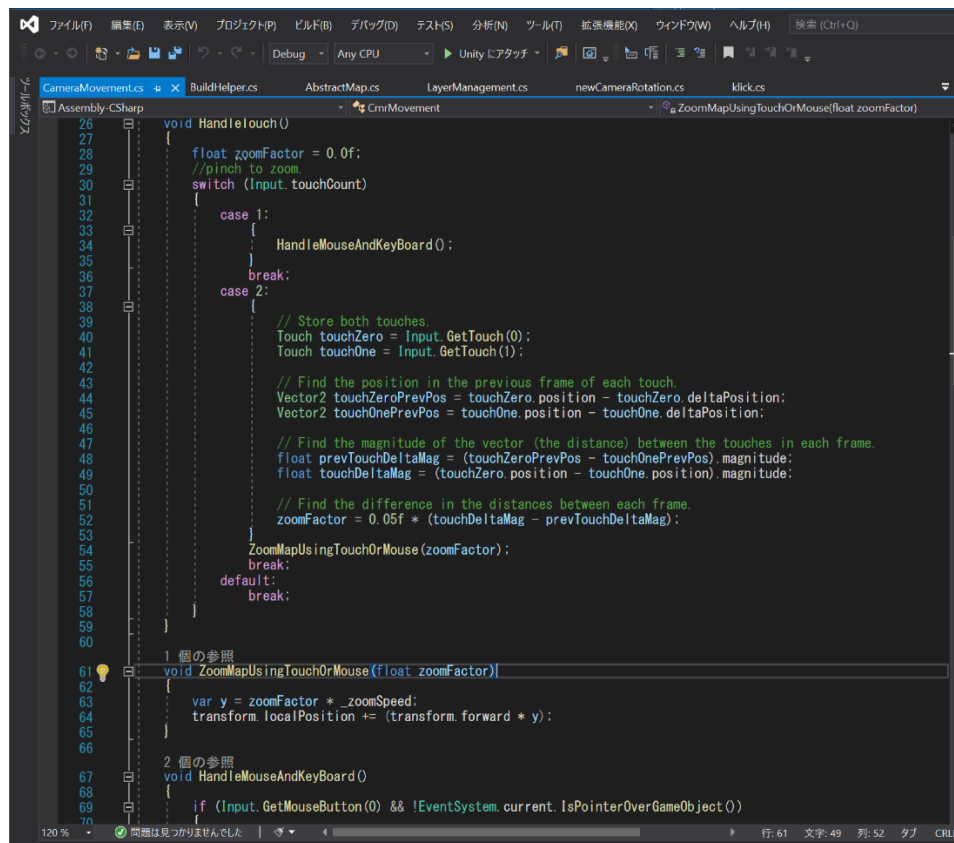 ファイル(F) 編集(E) 表示(V) プロジェクト(P) ビルド(B) デバッグ(D) テスト(S) 分析(N) ツール(T) 拡張機能(X) ウィンドウ(W) ヘルプ(H) 検索 (Ctrl+Q)
Debug Any CPU Unity にアタッチ
ツールボックス
CameraMovement.cs BuildHelper.cs AbstractMap.cs LayerManagement.cs newCameraRotation.cs klick.cs
Assembly-CSharp CmrMovement ZoomMapUsingTouchOrMouse(float zoomFactor)
26 void HandleTouch()
27 {
28 float zoomFactor = 0.0f;
29 //pinch to zoom.
30 switch (Input.touchCount)
31 {
32 case 1:
33 {
34 HandleMouseAndKeyBoard();
35 }
36 break;
37 case 2:
38 {
39 // Store both touches.
40 Touch touchZero = Input.GetTouch(0);
41 Touch touchOne = Input.GetTouch(1);
42
43 // Find the position in the previous frame of each touch.
44 Vector2 touchZeroPrevPos = touchZero.position - touchZero.deltaPosition;
45 Vector2 touchOnePrevPos = touchOne.position - touchOne.deltaPosition;
46
47 // Find the magnitude of the vector (the distance) between the touches in each frame.
48 float prevTouchDeltaMag = (touchZeroPrevPos - touchOnePrevPos).magnitude;
49 float touchDeltaMag = (touchZero.position - touchOne.position).magnitude;
50
51 // Find the difference in the distances between each frame.
52 zoomFactor = 0.05f * (touchDeltaMag - prevTouchDeltaMag);
53 }
54 ZoomMapUsingTouchOrMouse(zoomFactor);
55 break;
56 default:
57 break;
58 }
59 }
60
1 個の参照
61 void ZoomMapUsingTouchOrMouse(float zoomFactor)
62 {
63 var y = zoomFactor * _zoomSpeed;
64 transform.localPosition += (transform.forward * y);
65 }
66
2 個の参照
67 void HandleMouseAndKeyBoard()
68 {
69 if (Input.GetMouseButton(0) && !EventSystem.current.IsPointerOverGameObject())
70 {
120 % 問題は見つかりませんでした 行: 61 文字: 49 列: 52 タブ CRL